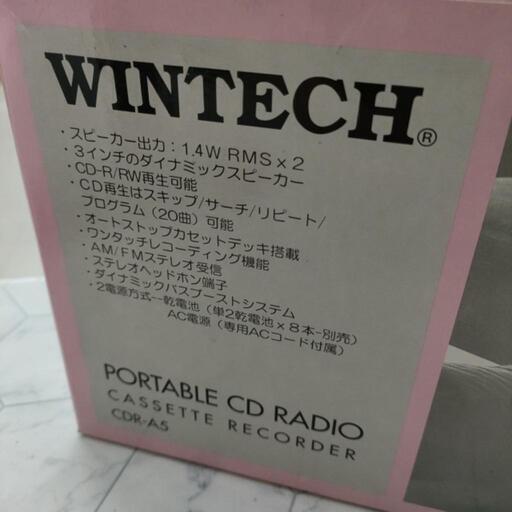 WINTECH®
・スピーカー出力：1.4W RMS×2
・3インチのダイナミックスピーカー
・CD-R/RW再生可能
・CD再生はスキップ/サーチ/リピート/
プログラム（20曲）可能
・オートストップカセットデッキ搭載
・ワンタッチレコーディング機能
・AM/FMステレオ受信
・ステレオヘッドホン端子
・ダイナミックバスブーストシステム
・2電源方式ー乾電池（単2乾電池×8本-別売）
AC電源（専用ACコード付属）
PORTABLE CD RADIO
CASSETTE RECORDER
CDR-A5